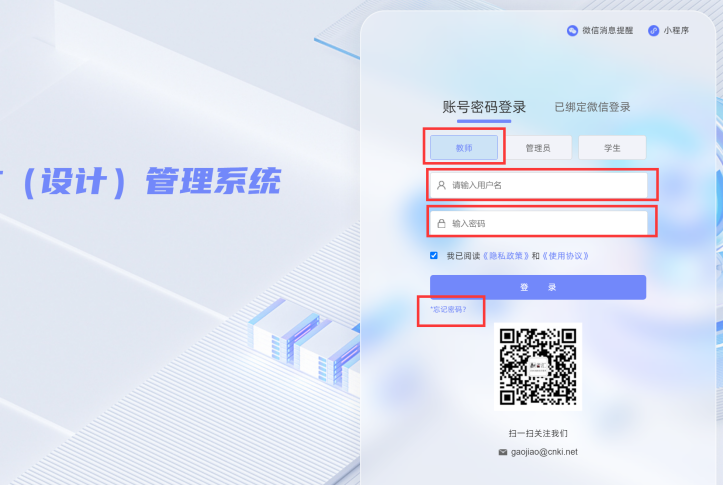 微信消息提醒 小程序
账号密码登录 已绑定微信登录
教师 管理员 学生
（设计）管理系统
请输入用户名
输入密码
我已阅读《隐私政策》和《使用协议》
登 录
*忘记密码？
扫一扫关注我们
gaojiao@cnki.net